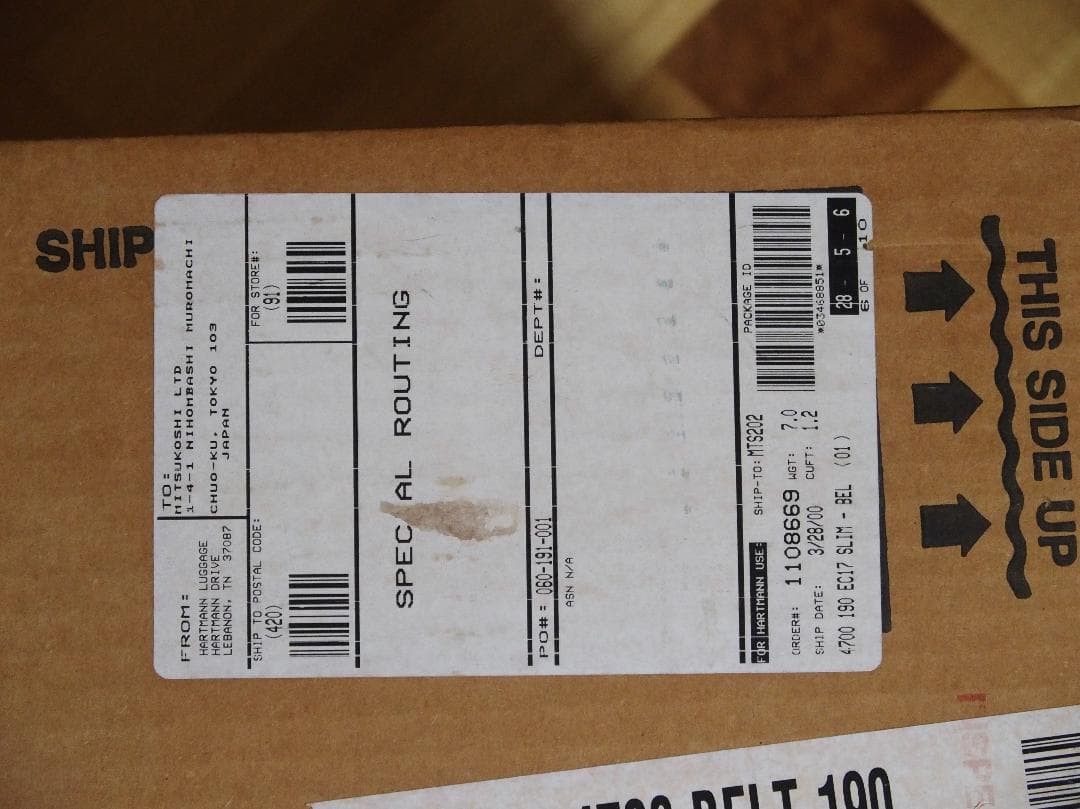 SHIP
FROM:
HARTMANN LUGGAGE
HARTMANN DRIVE
LEBANON, TN 37087
TO:
MITSUKOSHI LTD
1-4-1 NIHOMBASHI MUROMACHI
CHUO-KU, TOKYO 103
JAPAN
SHIP TO POSTAL CODE:
(420)
FOR STORE#:
(91)
SPEC AL ROUTING
PO#: 060-191-001
DEPT#:
ASN N/A
FOR HARTMANN USE:
SHIP-TO: MTS202
PACKAGE ID
ORDER#: 1108669 WGT: 7.0
SHIP DATE: 3/28/00 CUFT: 1.2
*03468851*
4700 190 EC17 SLIM - BEL (01)
28 - 5 - 6
6 OF 10
THIS SIDE UP
BELT 190